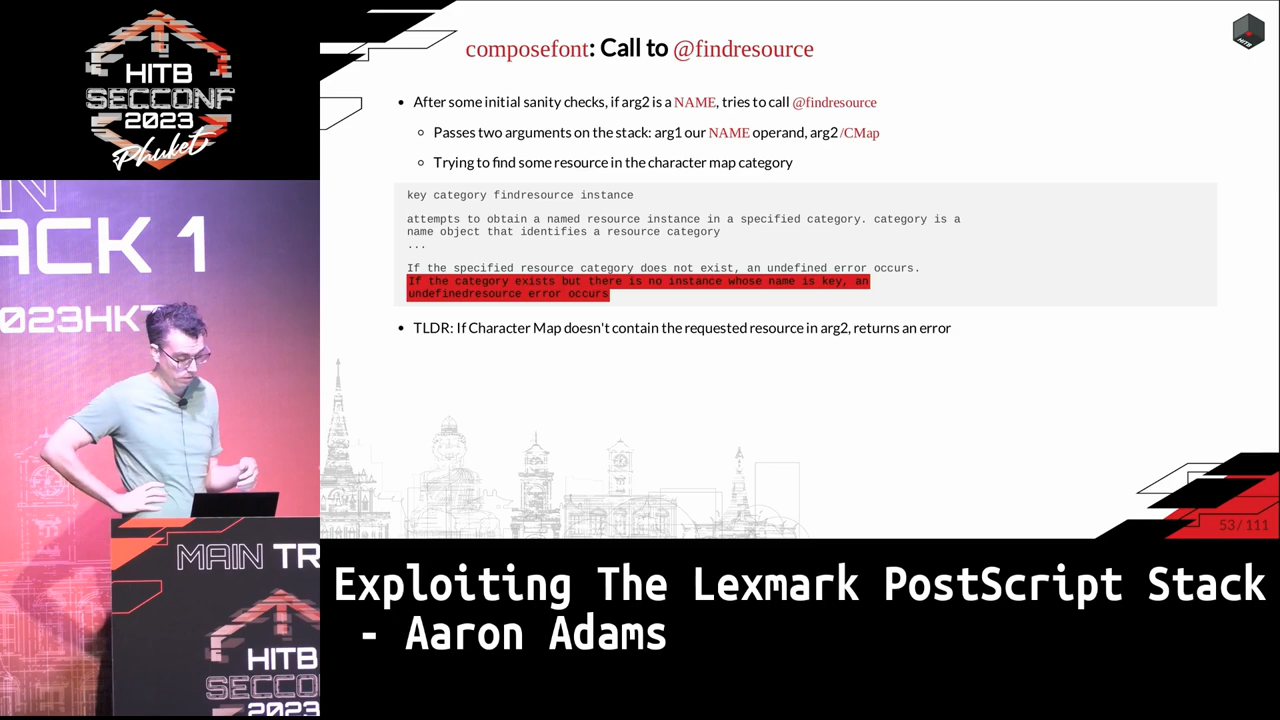 HITB
SECCONF
2023
Phuket
ACK 1
023HKT
MAIN TR
HITB
SECCO
2023
composefont: Call to @findresource
• After some initial sanity checks, if arg2 is a NAME, tries to call @findresource
○ Passes two arguments on the stack: arg1 our NAME operand, arg2 /CMap
○ Trying to find some resource in the character map category
key category findresource instance
attempts to obtain a named resource instance in a specified category. category is a
name object that identifies a resource category
...
If the specified resource category does not exist, an undefined error occurs.
If the category exists but there is no instance whose name is key, an
undefinedresource error occurs
• TLDR: If Character Map doesn't contain the requested resource in arg2, returns an error
HITB
53 / 111
Exploiting The Lexmark PostScript Stack
- Aaron Adams